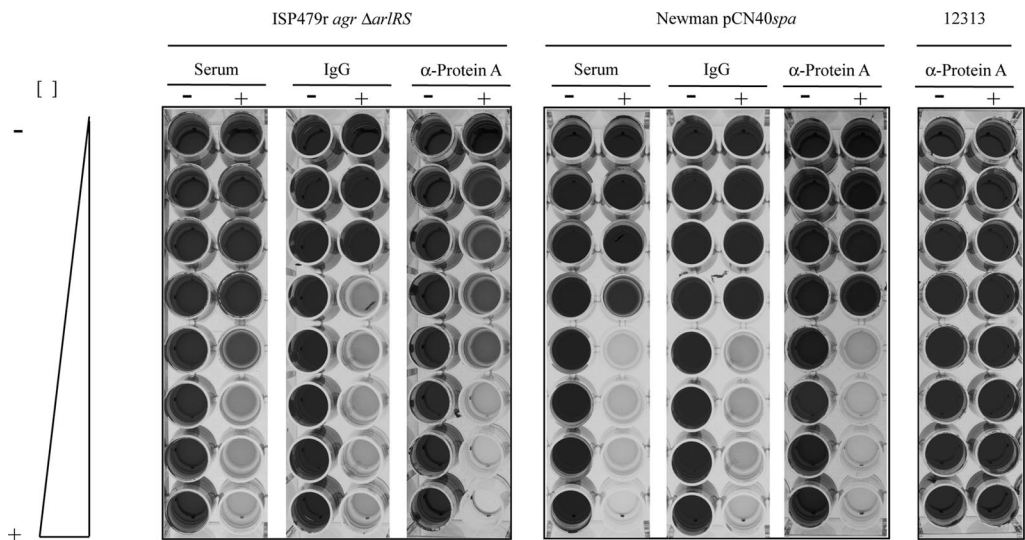 ISP479r agr ΔarlRS Newman pCN40spa 12313
Serum IgG α-Protein A Serum IgG α-Protein A α-Protein A
[ ] - + - + - + - + - + - + - +
-
+